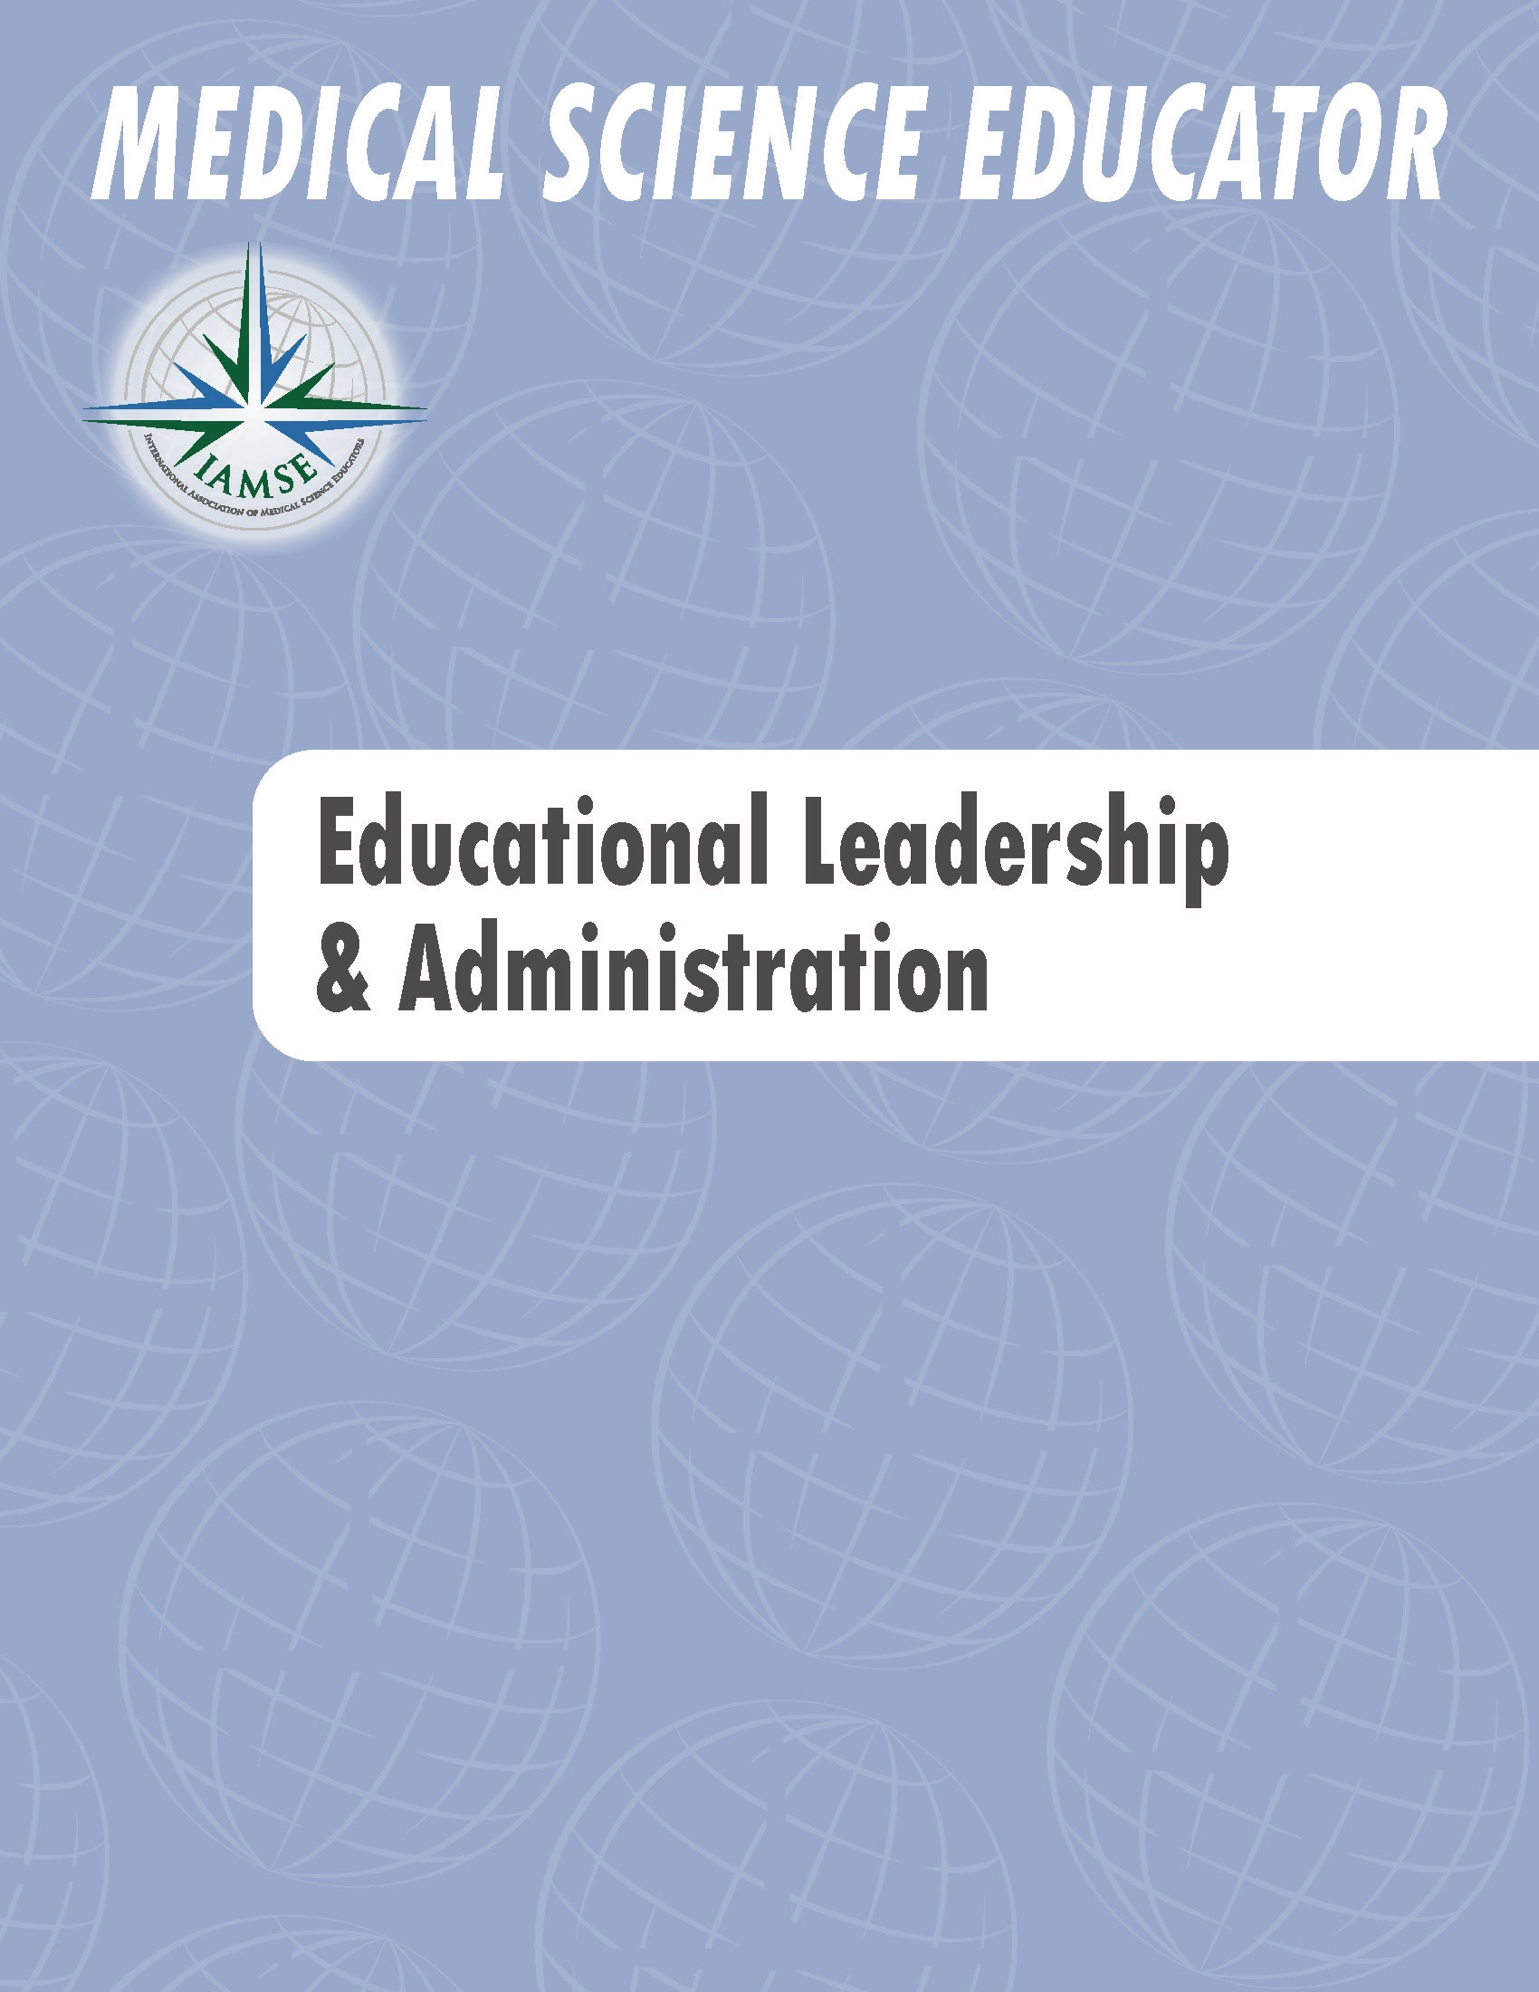 MEDICAL SCIENCE EDUCATOR
IAMSE
INTERNATIONAL ASSOCIATION OF MEDICAL SCIENCE EDUCATORS
Educational Leadership
& Administration